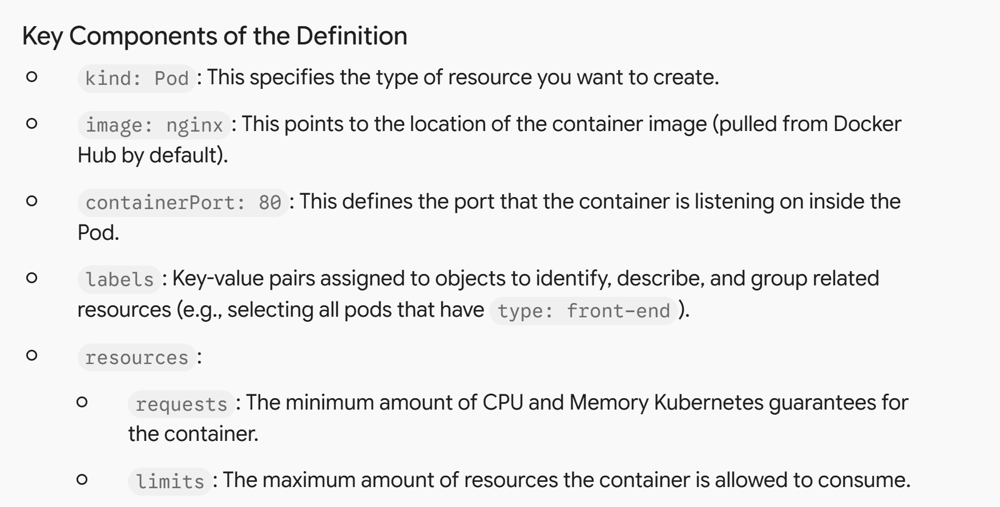 Key Components of the Definition
kind: Pod: This specifies the type of resource you want to create.
image: nginx: This points to the location of the container image (pulled from Docker
Hub by default).
containerPort: 80: This defines the port that the container is listening on inside the
Pod.
labels: Key-value pairs assigned to objects to identify, describe, and group related
resources (e.g., selecting all pods that have type: front-end).
resources:
requests: The minimum amount of CPU and Memory Kubernetes guarantees for
the container.
limits: The maximum amount of resources the container is allowed to consume.